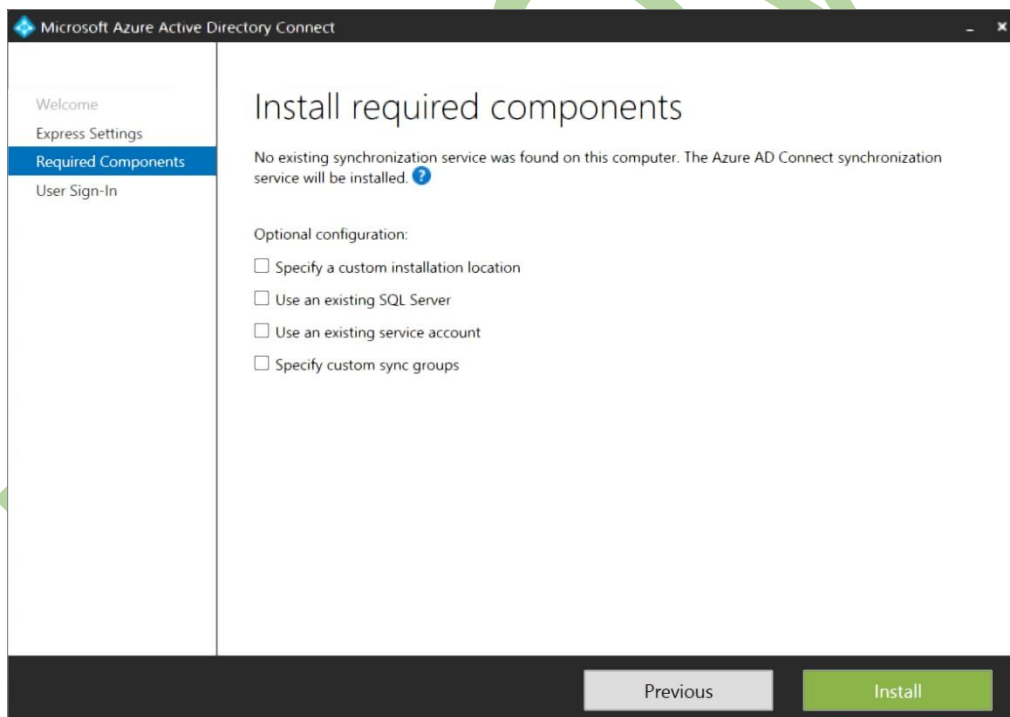 Microsoft Azure Active Directory Connect
Welcome
Express Settings
Required Components
User Sign-In
Install required components
No existing synchronization service was found on this computer. The Azure AD Connect synchronization
service will be installed. ?
Optional configuration:
Specify a custom installation location
Use an existing SQL Server
Use an existing service account
Specify custom sync groups
Previous
Install